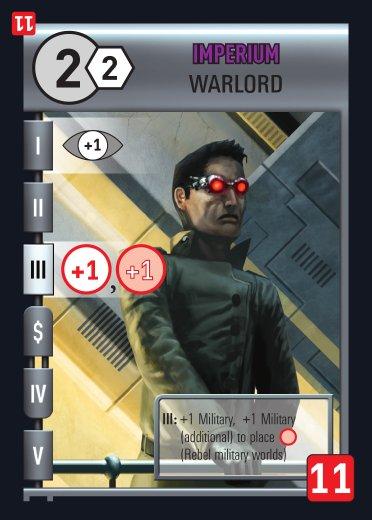 11
2 2
IMPERIUM
WARLORD
I +1
II
III +1 , +1
$
IV
V
III: +1 Military, +1 Military
(additional) to place
(Rebel military worlds)
11